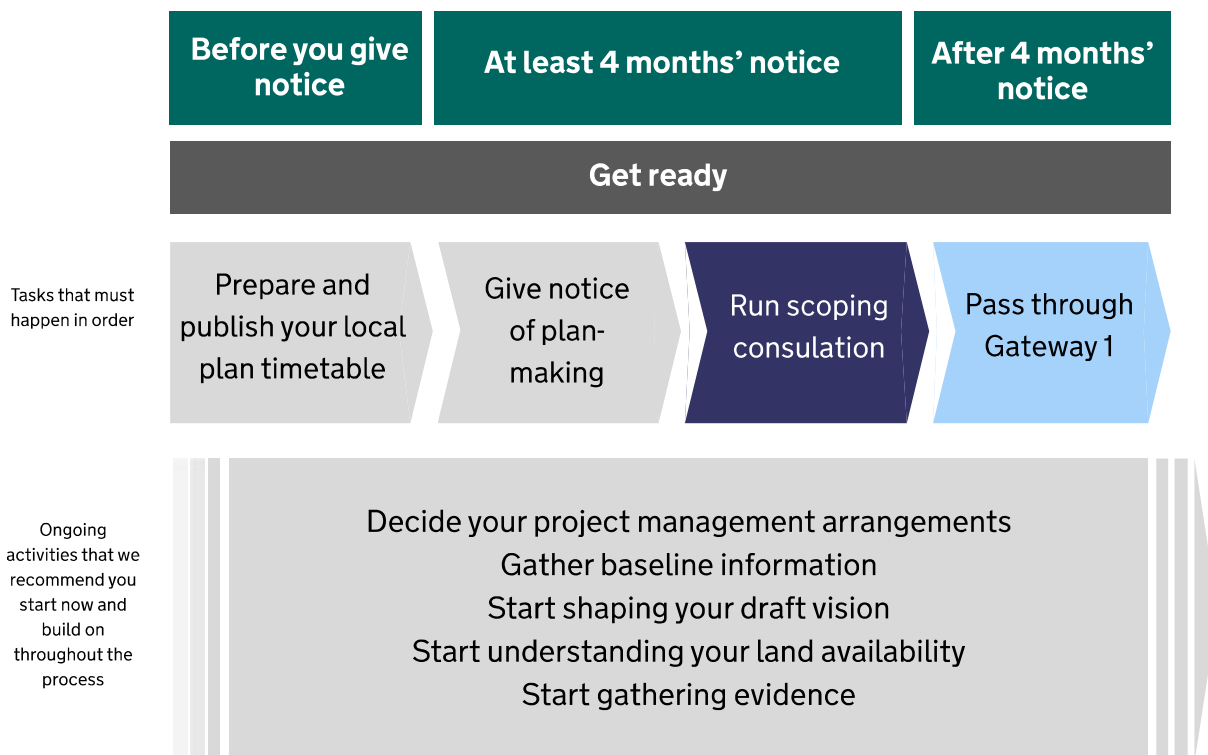 Before you give
notice
At least 4 months’ notice
After 4 months’
notice
Get ready
Tasks that must
happen in order
Prepare and
publish your local
plan timetable
Give notice
of plan-
making
Run scoping
consulation
Pass through
Gateway 1
Ongoing
activities that we
recommend you
start now and
build on
throughout the
process
Decide your project management arrangements
Gather baseline information
Start shaping your draft vision
Start understanding your land availability
Start gathering evidence